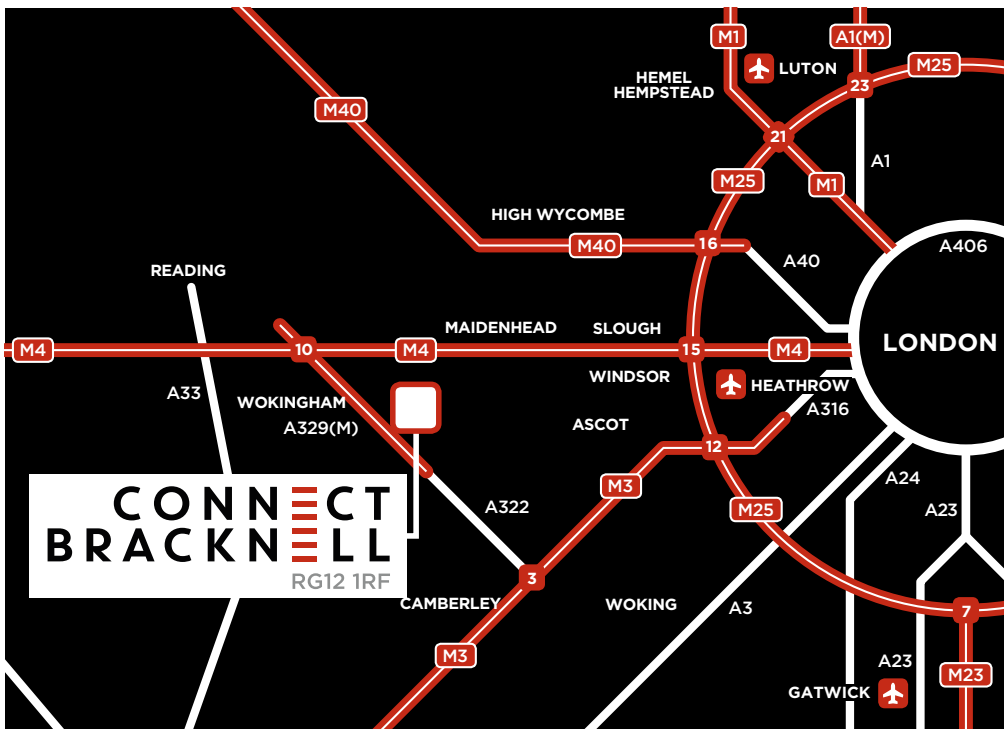 M1
A1(M)
M25
LUTON
HEMEL
HEMPSTEAD
23
M40
21
A1
M25
M1
HIGH WYCOMBE
M40
16
A406
A40
READING
MAIDENHEAD
SLOUGH
LONDON
M4
10
M4
15
M4
WINDSOR
HEATHROW
A33
WOKINGHAM
A316
A329(M)
ASCOT
12
M3
A24
CONNECT
BRACKNELL
RG12 1RF
A322
M25
A23
3
CAMBERLEY
WOKING
A3
7
M3
A23
M23
GATWICK